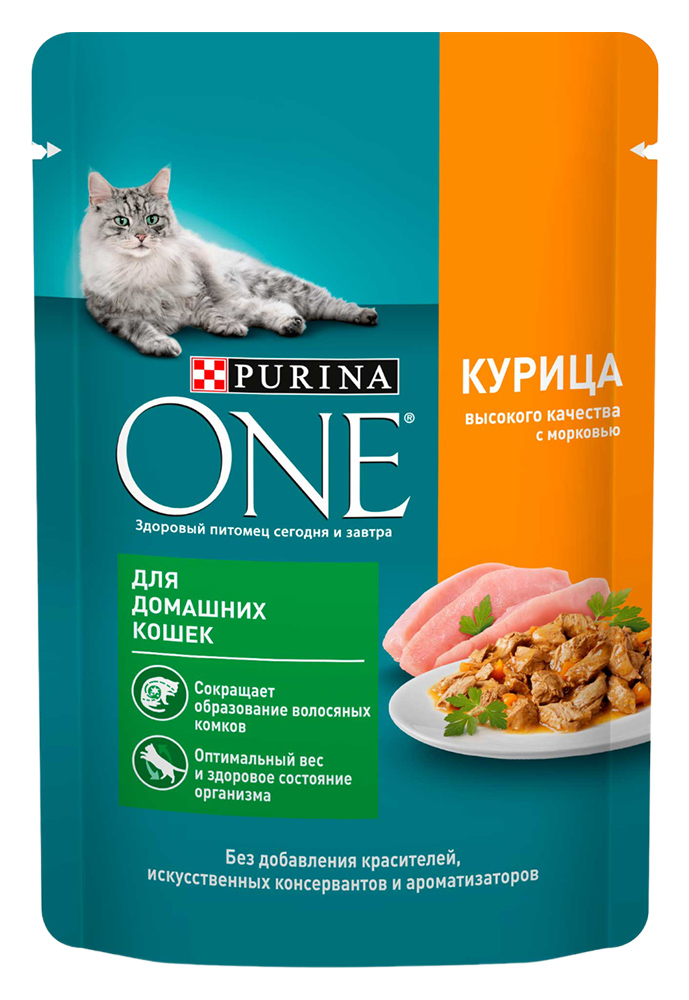 PURINA
ONE®
Здоровый питомец сегодня и завтра
КУРИЦА
высокого качества
с морковью
ДЛЯ
ДОМАШНИХ
КОШЕК
Сокращает
образование волосяных
комков
Оптимальный вес
и здоровое состояние
организма
Без добавления красителей,
искусственных консервантов и ароматизаторов